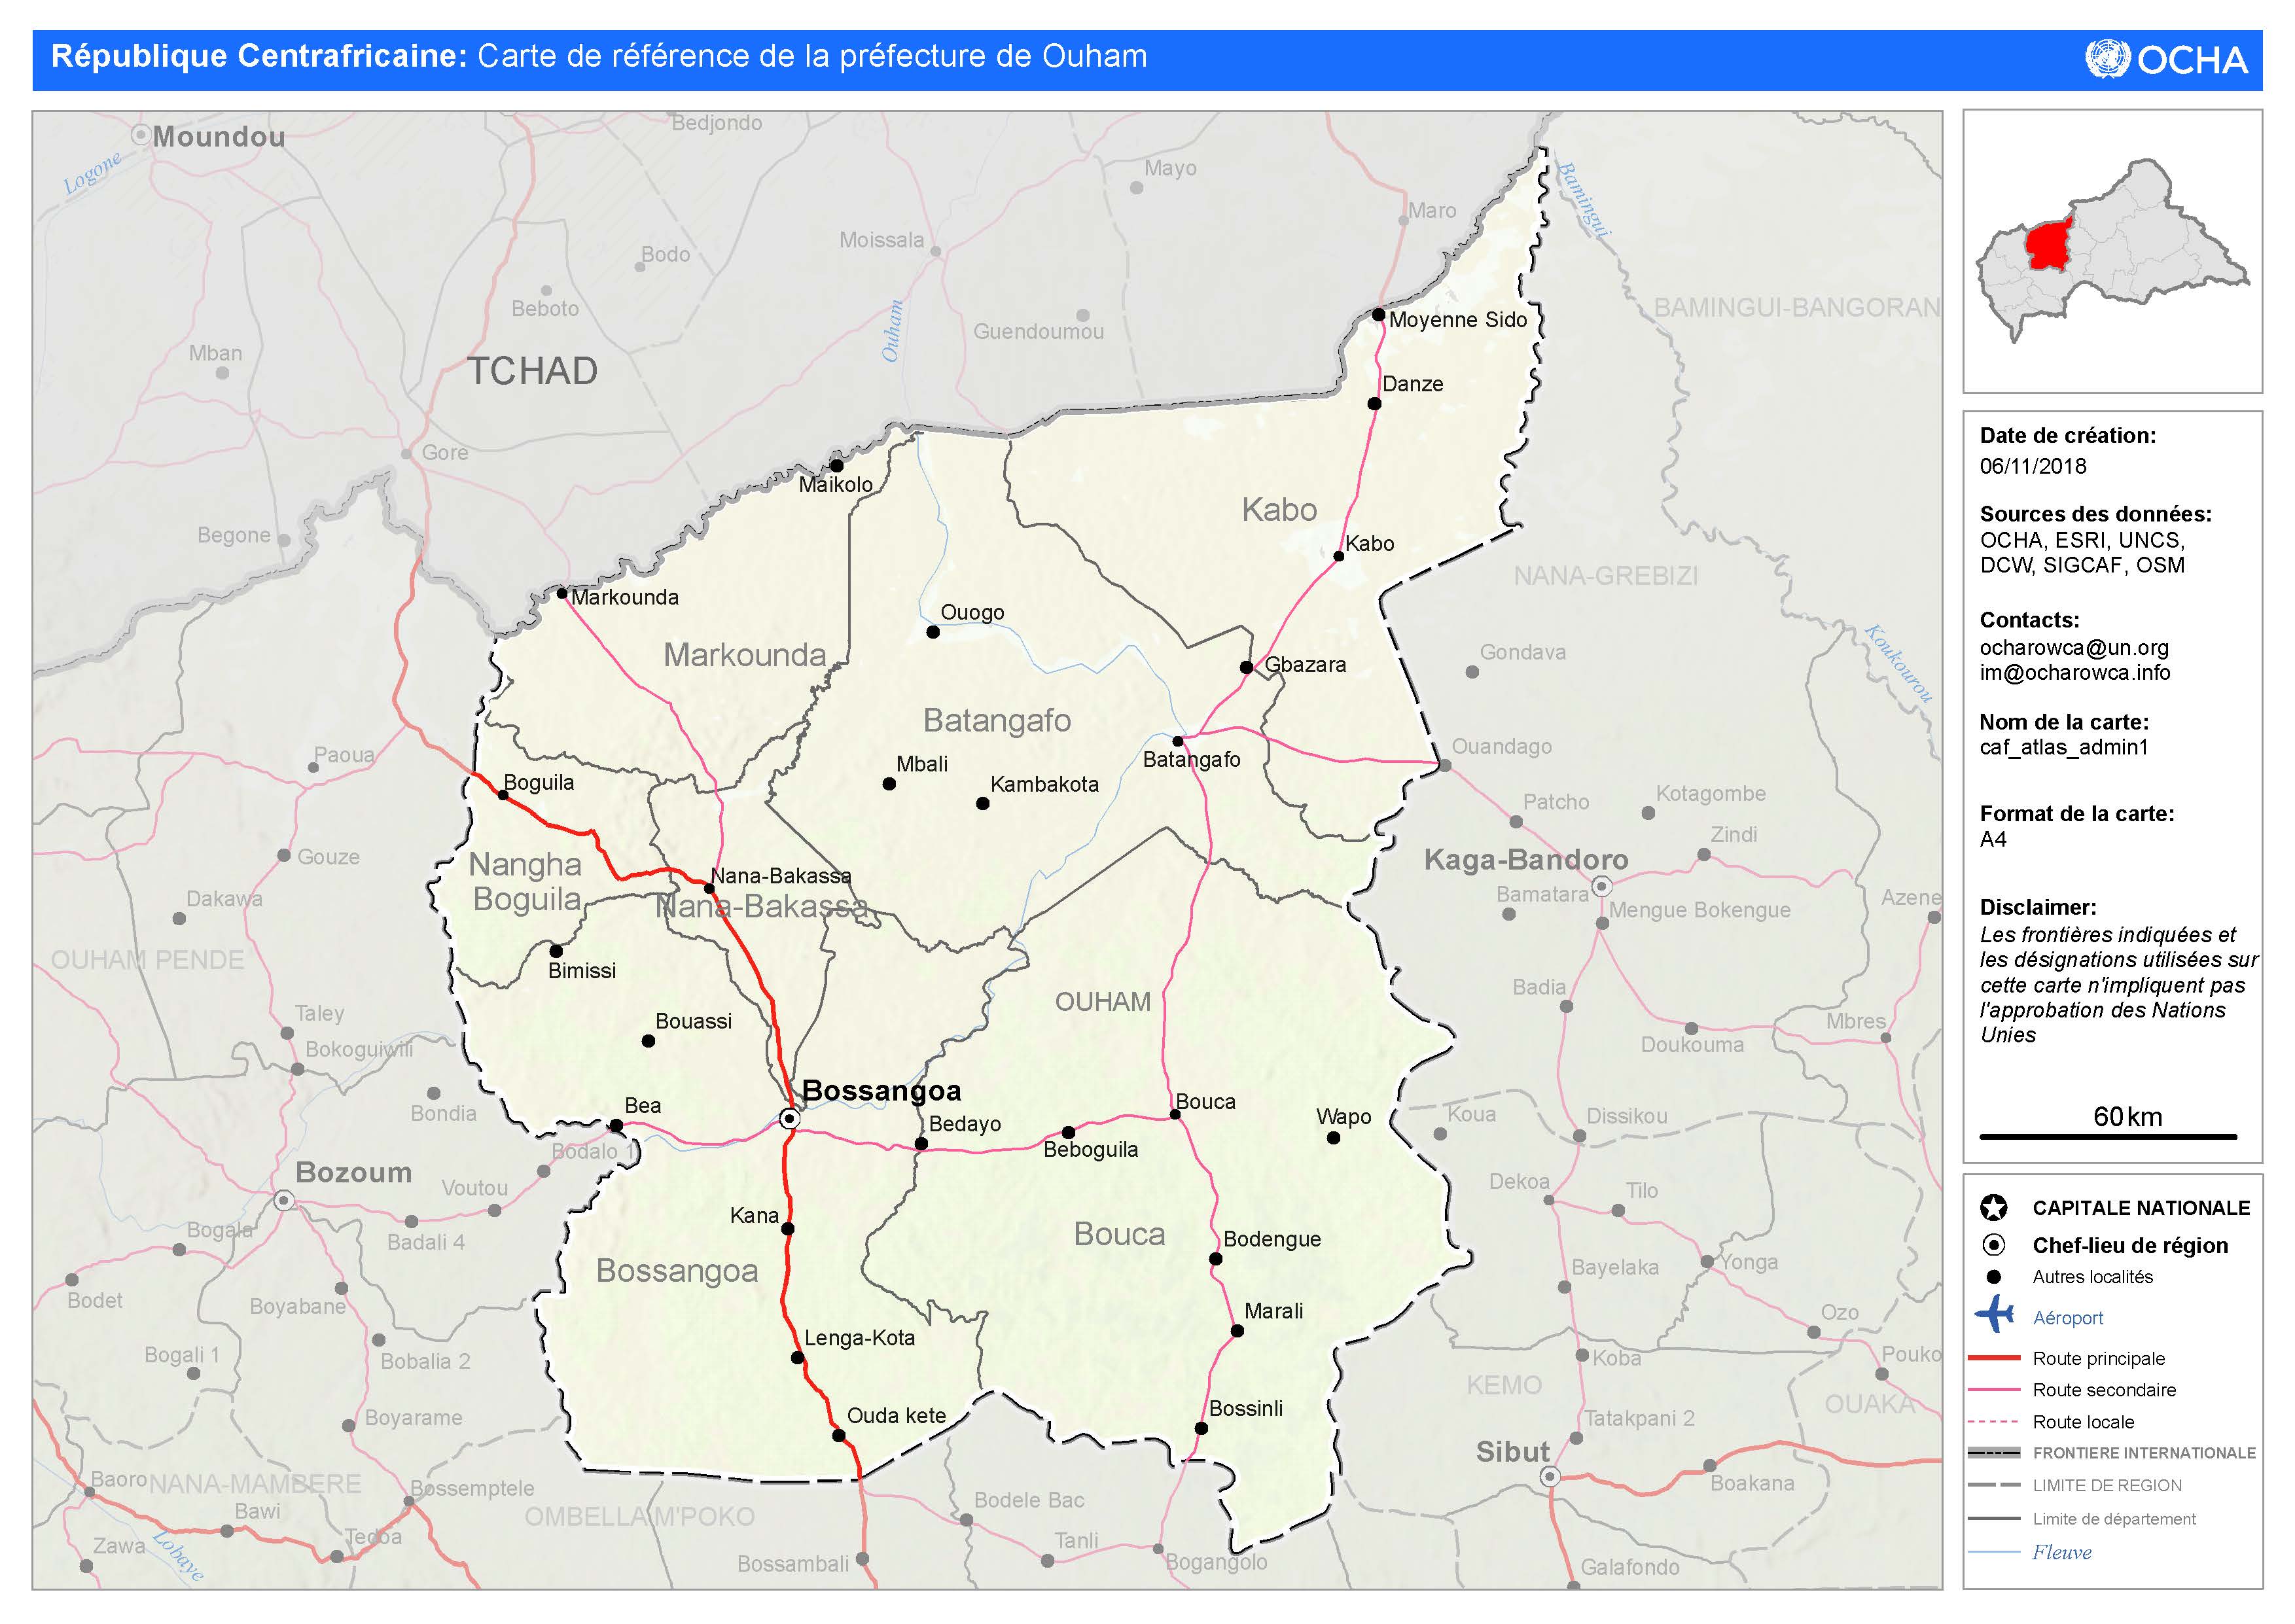 République Centrafricaine: Carte de référence de la préfecture de Ouham
OCHA
Moundou
Logone
Bedjondo
Mayo
Bamingui
Maro
Moissala
Bodo
Beboto
Ouham
Guendoumou
BAMINGUI-BANGORAN
Moyenne Sido
Mban
TCHAD
Danze
Gore
Maikolo
Kabo
Begone
Kabo
NANA-GREBIZI
Markounda
Ouogo
Koukourou
Markounda
Gondava
Gbazara
Batangafo
Paoua
Ouandago
Boguila
Mbali
Batangafo
Kambakota
Patcho
Kotagombe
Zindi
Gouze
Nangha
Boguila
Kaga-Bandoro
Nana-Bakassa
Nana-Bakassa
Dakawa
Bamatara
Mengue Bokengue
Azene
OUHAM PENDE
Bimissi
Badia
OUHAM
Taley
Bouassi
Mbres
Bokoguiwili
Doukouma
Bossangoa
Bondia
Bea
Bouca
Wapo
Koua
Dissikou
Bedayo
Beboguila
Bodalo 1
Bozoum
Voutou
Dekoa
Tilo
Kana
Bogala
Badali 4
Bouca
Bodengue
Bossangoa
Bayelaka
Yonga
Bodet
Boyabane
Marali
Ozo
Lenga-Kota
Bogali 1
Bobalia 2
Koba
Pouko
KEMO
OUAKA
Boyarame
Ouda kete
Bossinli
Tatakpani 2
Sibut
Baoro
NANA-MAMBERE
Bossemptele
Boakana
Bawi
OMBELLA M'POKO
Bodele Bac
Zawa
Lobaye
Tedoa
Tanli
Bossambali
Bogangolo
Galafondo
Date de création:
06/11/2018
Sources des données:
OCHA, ESRI, UNCS,
DCW, SIGCAF, OSM
Contacts:
ocharowca@un.org
im@ocharowca.info
Nom de la carte:
caf_atlas_admin1
Format de la carte:
A4
Disclaimer:
Les frontières indiquées et
les désignations utilisées sur
cette carte n'impliquent pas
l'approbation des Nations
Unies
60 km
CAPITALE NATIONALE
Chef-lieu de région
Autres localités
Aéroport
Route principale
Route secondaire
Route locale
FRONTIERE INTERNATIONALE
LIMITE DE REGION
Limite de département
Fleuve